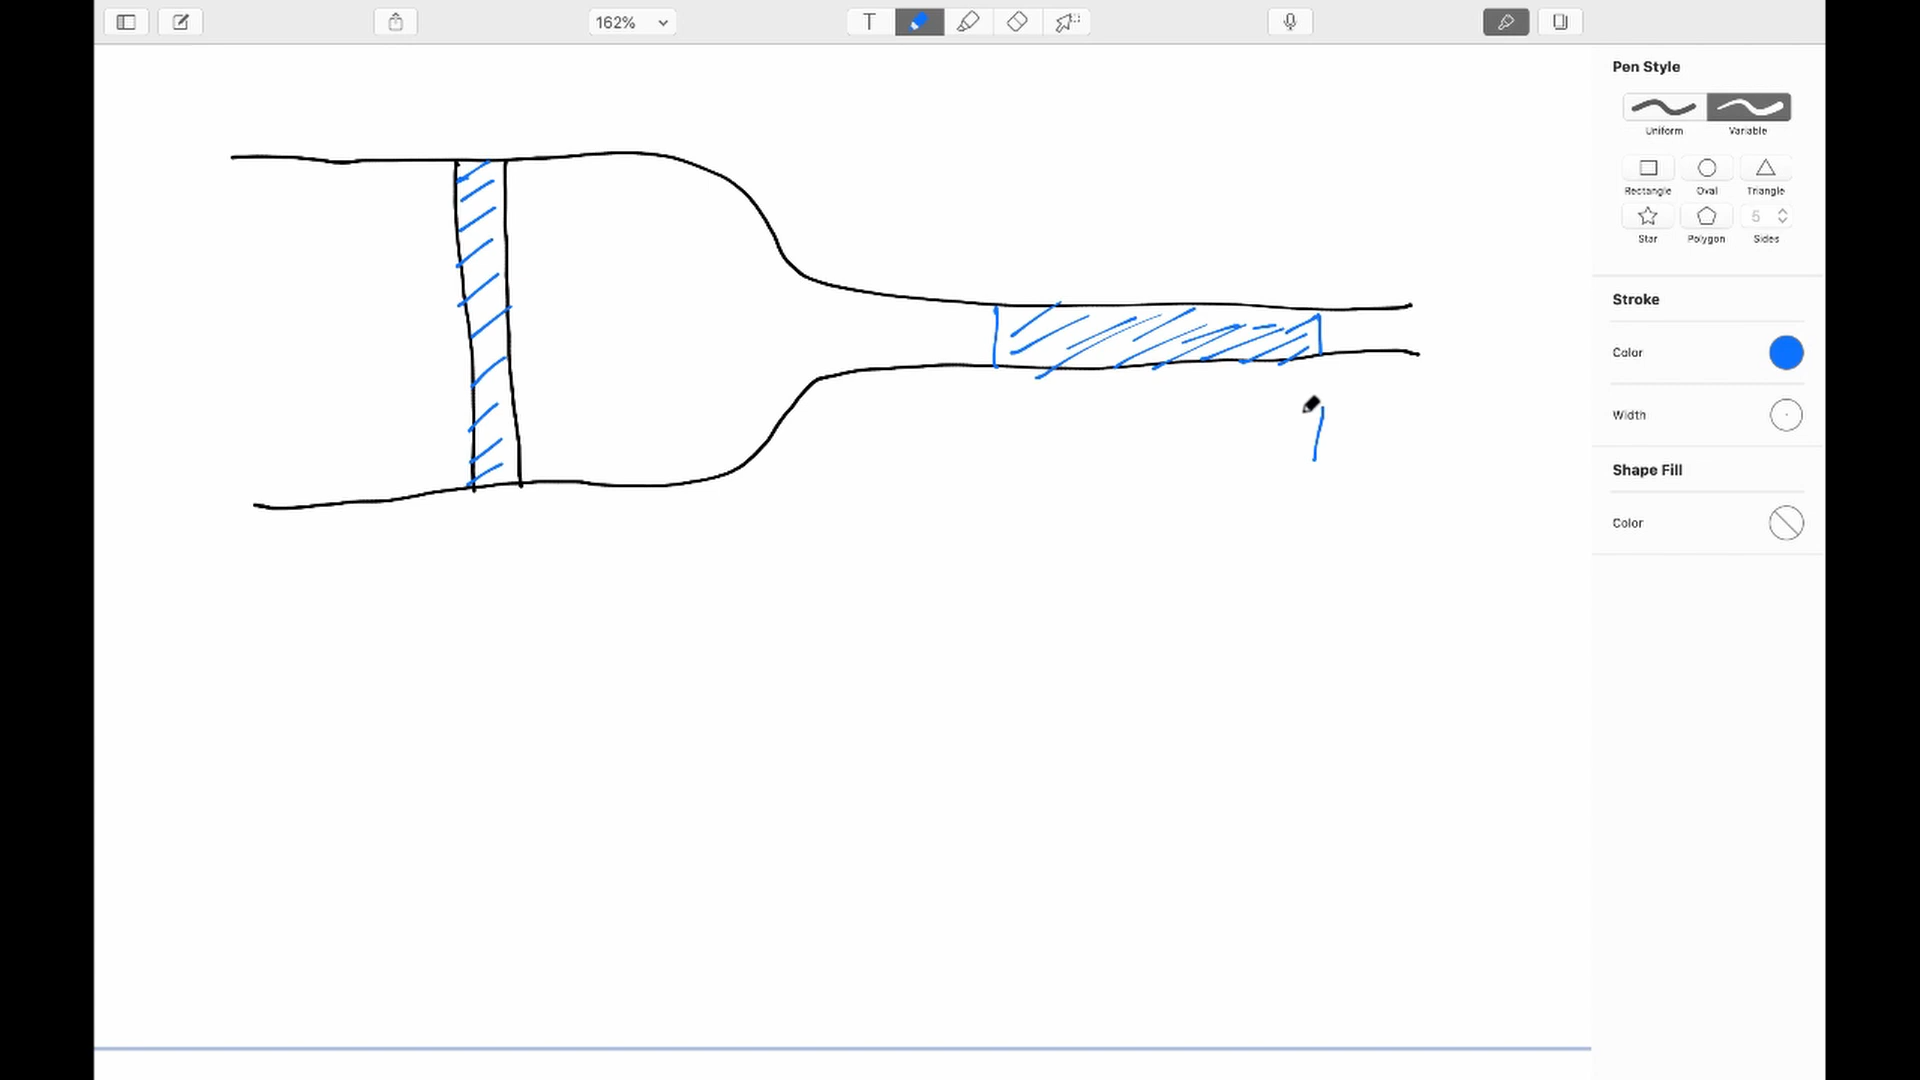 162%
T
Pen Style
Uniform Variable
Rectangle Oval Triangle
5
Star Polygon Sides
Stroke
Color
Width
Shape Fill
Color